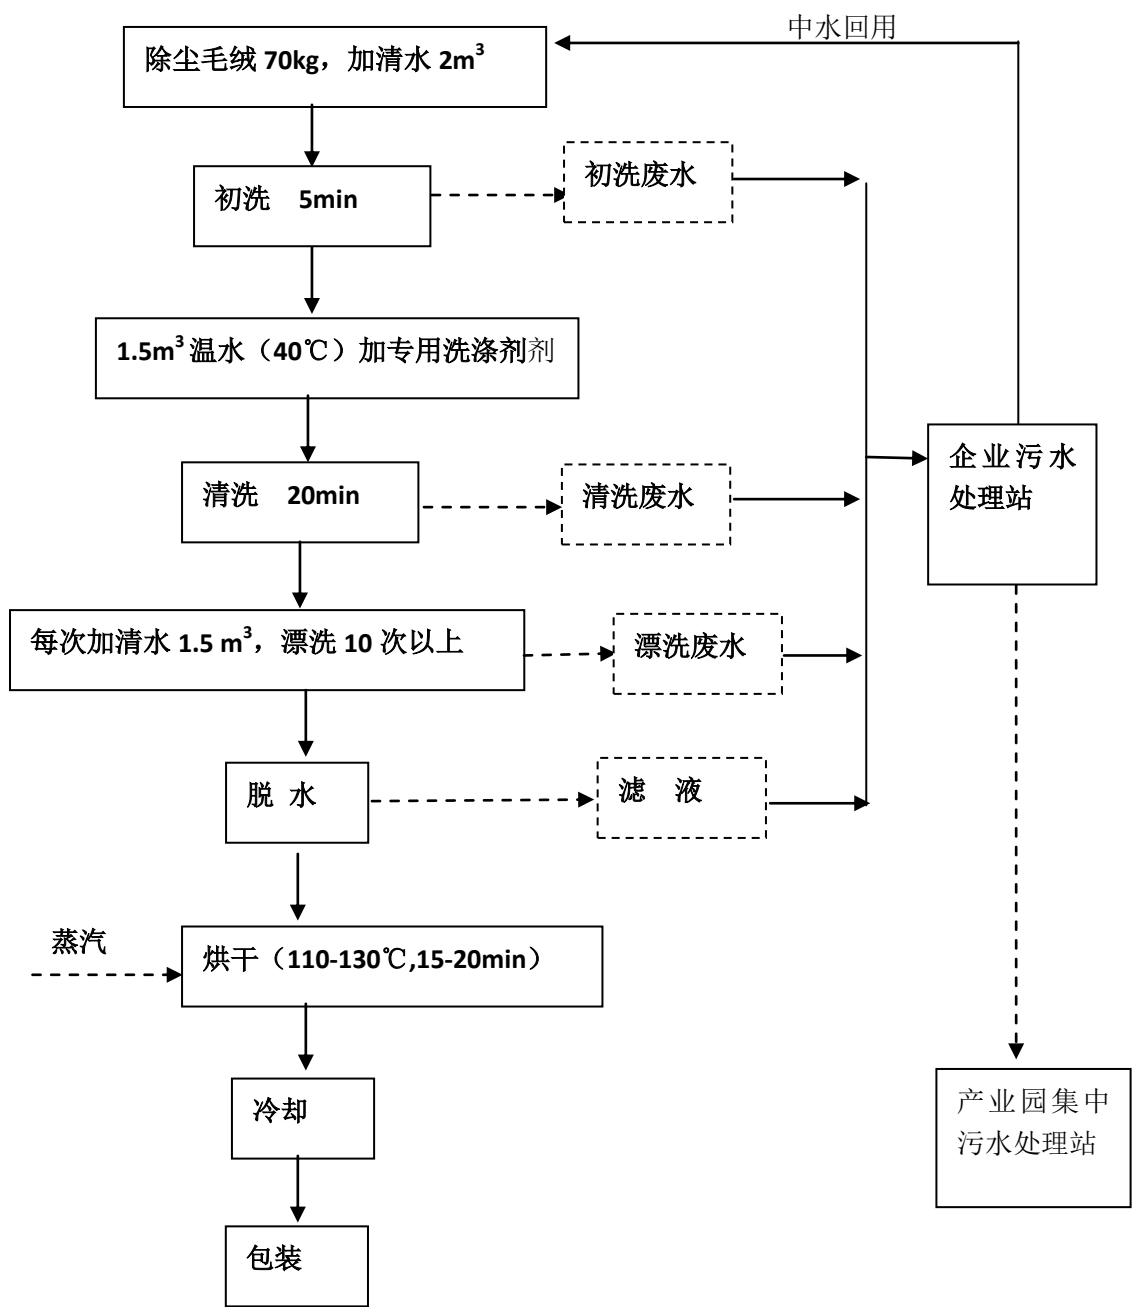 中水回用
除尘毛绒 70kg，加清水 2m³
初洗 5min
初洗废水
1.5m³ 温水（40℃）加专用洗涤剂剂
清洗 20min
清洗废水
企业污水
处理站
每次加清水 1.5 m³，漂洗 10 次以上
漂洗废水
脱 水
滤 液
蒸汽
烘干（110-130℃,15-20min）
冷却
产业园集中
污水处理站
包装